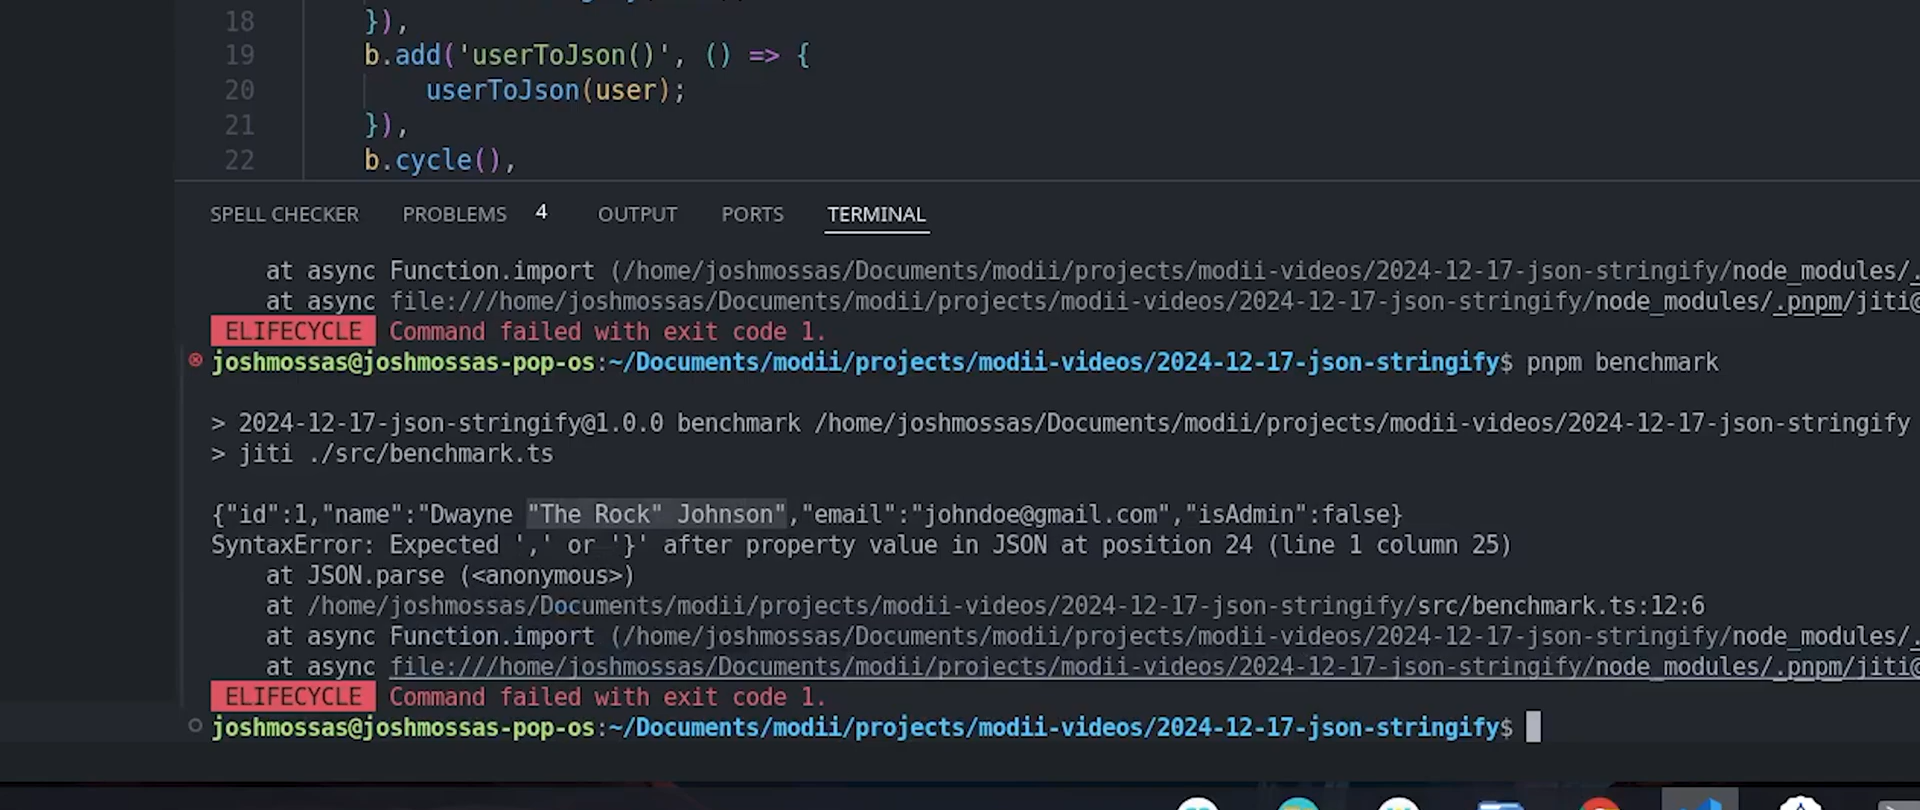 18 }),
19 b.add('userToJson()', () => {
20 userToJson(user);
21 }),
22 b.cycle(),
SPELL CHECKER PROBLEMS 4 OUTPUT PORTS TERMINAL
at async Function.import (/home/joshmossas/Documents/modii/projects/modii-videos/2024-12-17-json-stringify/node_modules/.
at async file:///home/joshmossas/Documents/modii/projects/modii-videos/2024-12-17-json-stringify/node_modules/.pnpm/jiti@
ELIFECYCLE Command failed with exit code 1.
joshmossas@joshmossas-pop-os:~/Documents/modii/projects/modii-videos/2024-12-17-json-stringify$ pnpm benchmark
> 2024-12-17-json-stringify@1.0.0 benchmark /home/joshmossas/Documents/modii/projects/modii-videos/2024-12-17-json-stringify
> jiti ./src/benchmark.ts
{"id":1,"name":"Dwayne "The Rock" Johnson","email":"johndoe@gmail.com","isAdmin":false}
SyntaxError: Expected ',' or '}' after property value in JSON at position 24 (line 1 column 25)
at JSON.parse (<anonymous>)
at /home/joshmossas/Documents/modii/projects/modii-videos/2024-12-17-json-stringify/src/benchmark.ts:12:6
at async Function.import (/home/joshmossas/Documents/modii/projects/modii-videos/2024-12-17-json-stringify/node_modules/.
at async file:///home/joshmossas/Documents/modii/projects/modii-videos/2024-12-17-json-stringify/node_modules/.pnpm/jiti@
ELIFECYCLE Command failed with exit code 1.
joshmossas@joshmossas-pop-os:~/Documents/modii/projects/modii-videos/2024-12-17-json-stringify$